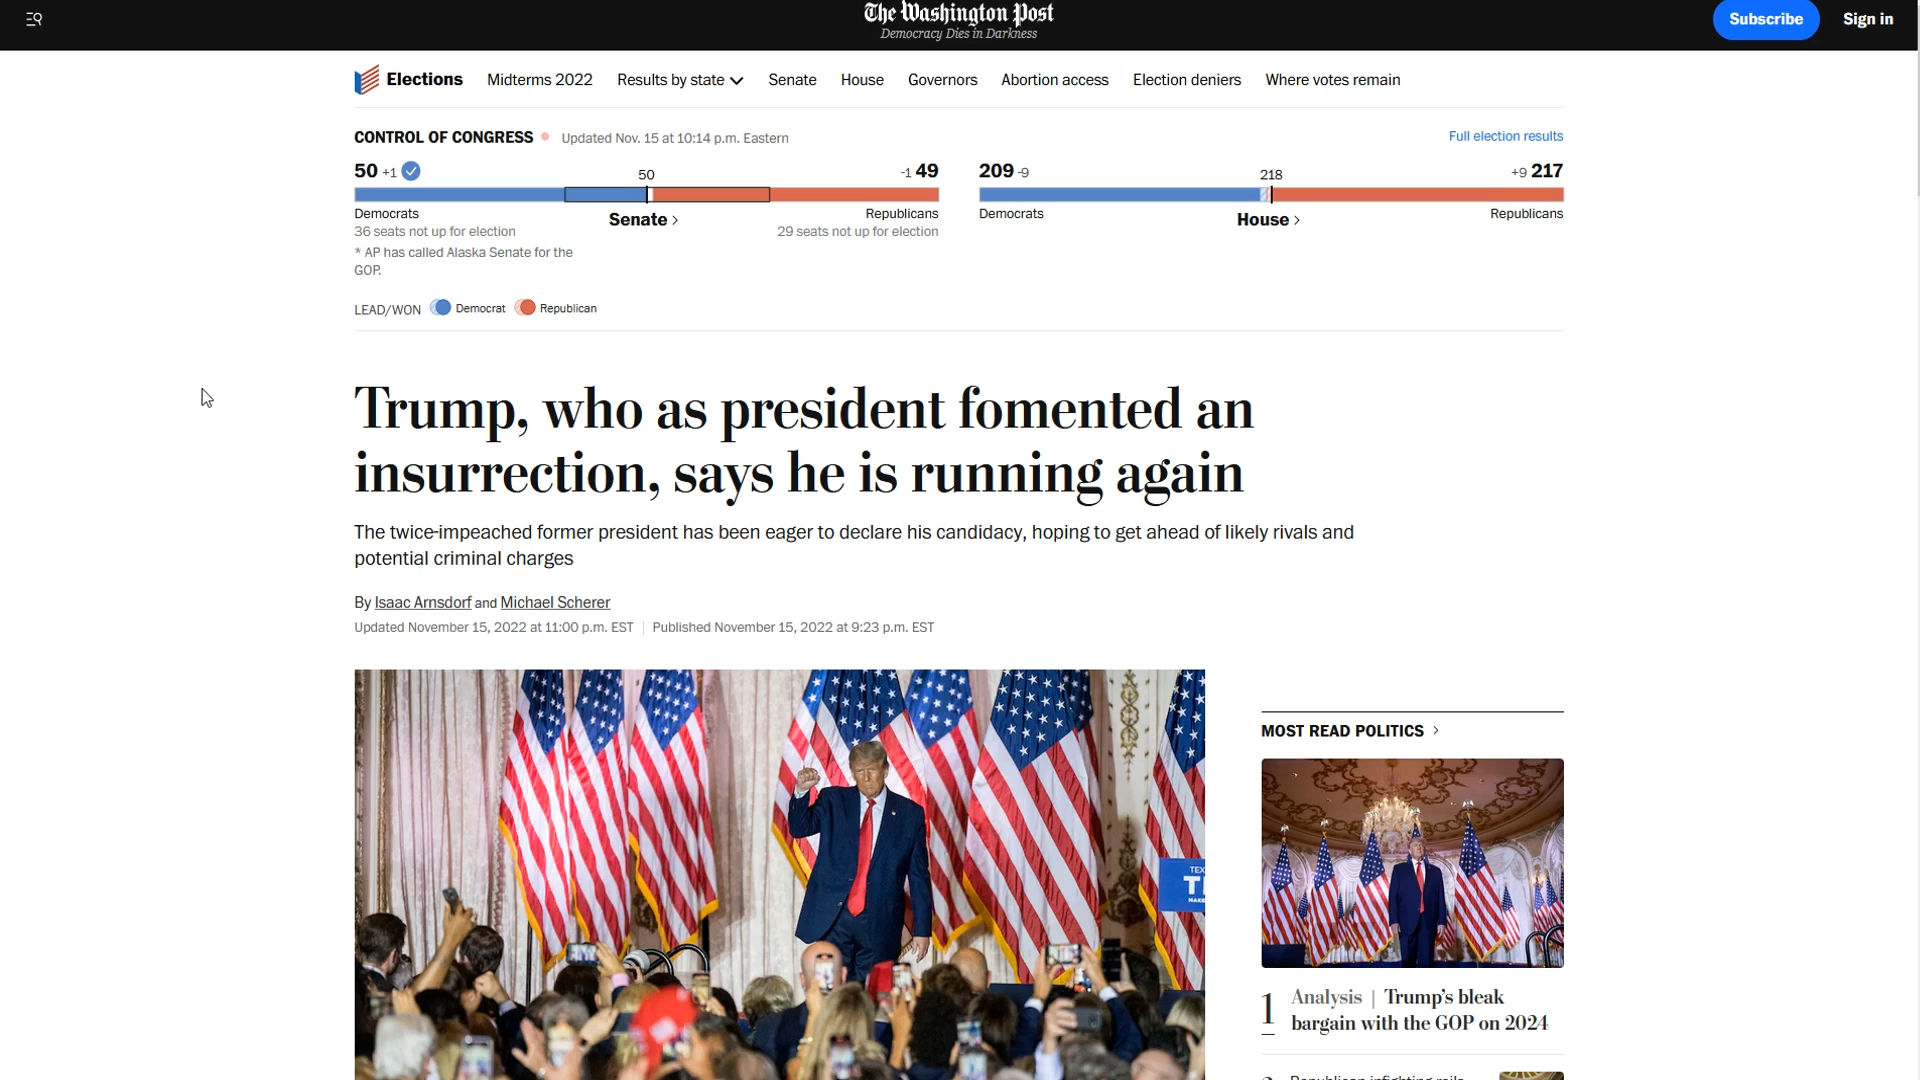 The Washington Post
Democracy Dies in Darkness
Subscribe
Sign in
Elections
Midterms 2022
Results by state
Senate
House
Governors
Abortion access
Election deniers
Where votes remain
CONTROL OF CONGRESS
Updated Nov. 15 at 10:14 p.m. Eastern
Full election results
50 +1
50
-1 49
Democrats
Senate >
Republicans
36 seats not up for election
29 seats not up for election
* AP has called Alaska Senate for the
GOP.
209 -9
218
+9 217
Democrats
House >
Republicans
LEAD/WON
Democrat
Republican
Trump, who as president fomented an
insurrection, says he is running again
The twice-impeached former president has been eager to declare his candidacy, hoping to get ahead of likely rivals and
potential criminal charges
By Isaac Arnsdorf and Michael Scherer
Updated November 15, 2022 at 11:00 p.m. EST | Published November 15, 2022 at 9:23 p.m. EST
MOST READ POLITICS >
1
Analysis | Trump's bleak
bargain with the GOP on 2024